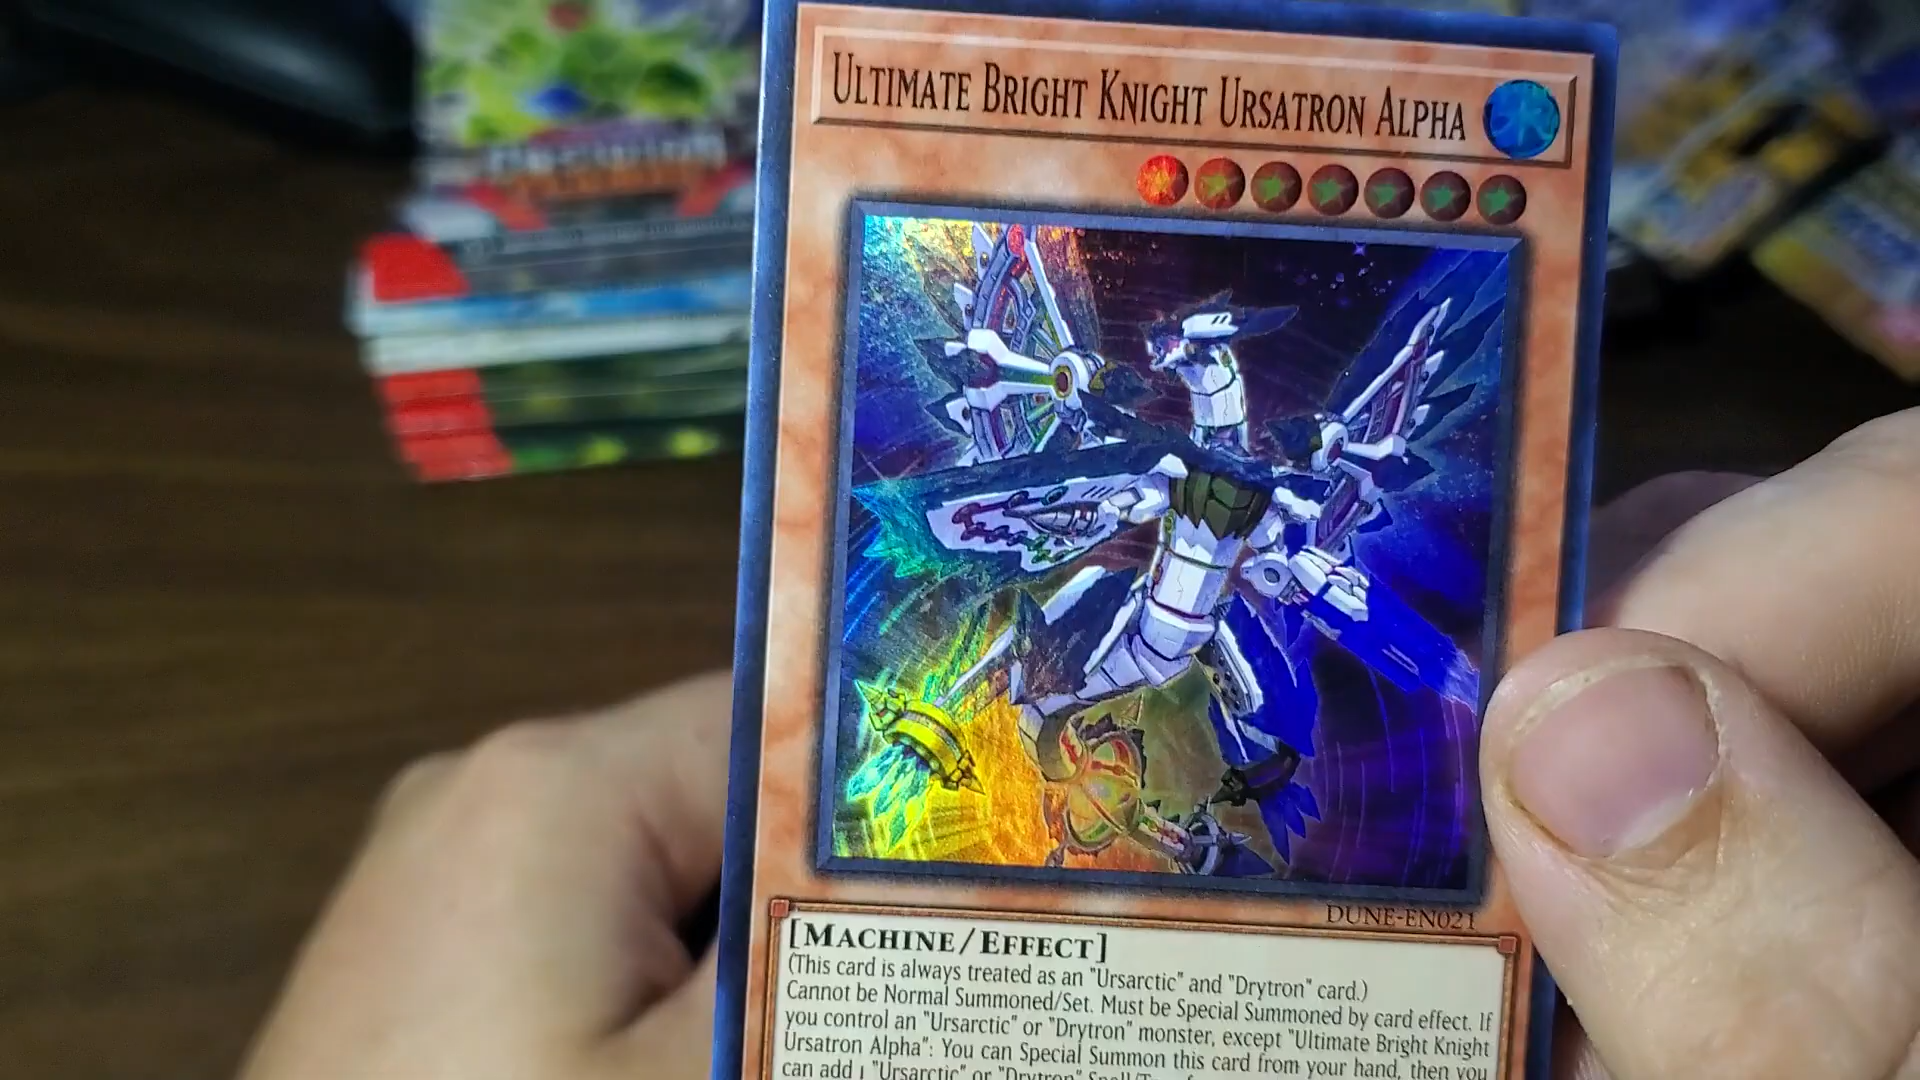 ULTIMATE BRIGHT KNIGHT URSATRON ALPHA
DUNE-EN021
[MACHINE/EFFECT]
(This card is always treated as an "Ursarctic" and "Drytron" card.)
Cannot be Normal Summoned/Set. Must be Special Summoned by card effect. If
you control an "Ursarctic" or "Drytron" monster, except "Ultimate Bright Knight
Ursatron Alpha": You can Special Summon this card from your hand, then you
can add 1 "Ursarctic" or "Drytron"